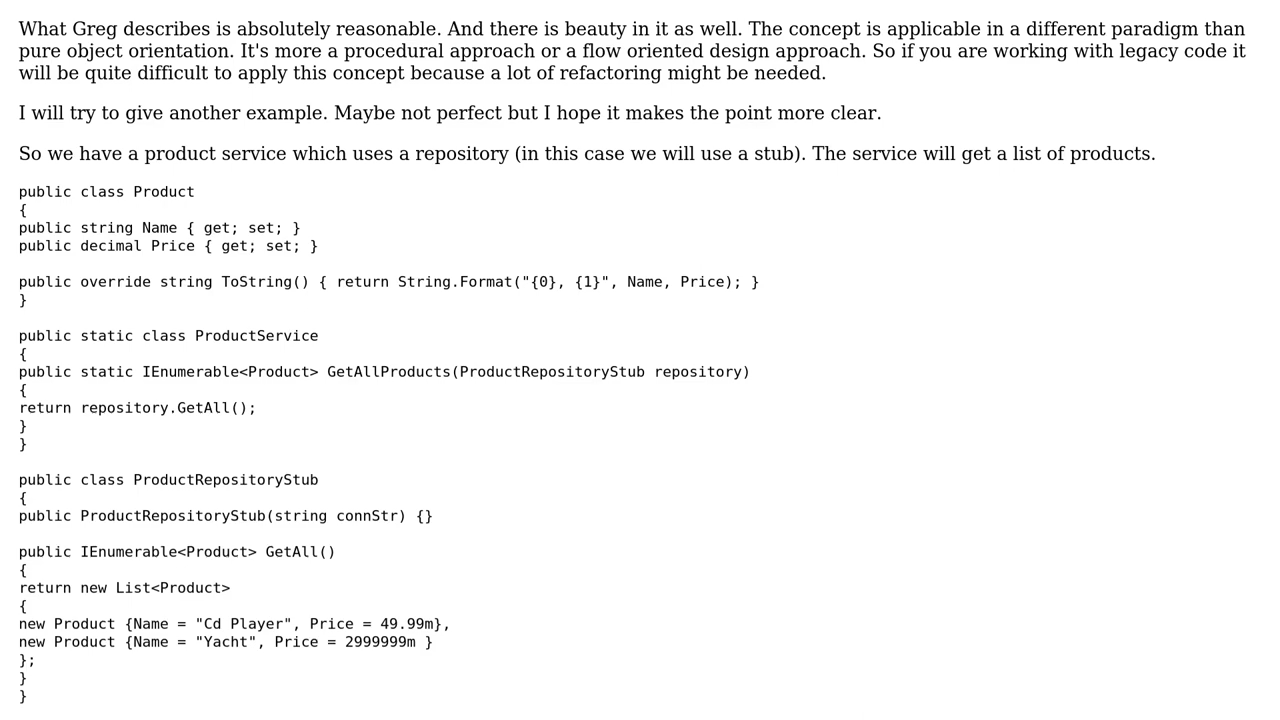 What Greg describes is absolutely reasonable. And there is beauty in it as well. The concept is applicable in a different paradigm than
pure object orientation. It's more a procedural approach or a flow oriented design approach. So if you are working with legacy code it
will be quite difficult to apply this concept because a lot of refactoring might be needed.
I will try to give another example. Maybe not perfect but I hope it makes the point more clear.
So we have a product service which uses a repository (in this case we will use a stub). The service will get a list of products.
public class Product
{
public string Name { get; set; }
public decimal Price { get; set; }
public override string ToString() { return String.Format("{0}, {1}", Name, Price); }
}
public static class ProductService
{
public static IEnumerable<Product> GetAllProducts(ProductRepositoryStub repository)
{
return repository.GetAll();
}
}
public class ProductRepositoryStub
{
public ProductRepositoryStub(string connStr) {}
public IEnumerable<Product> GetAll()
{
return new List<Product>
{
new Product {Name = "Cd Player", Price = 49.99m},
new Product {Name = "Yacht", Price = 2999999m }
};
}
}